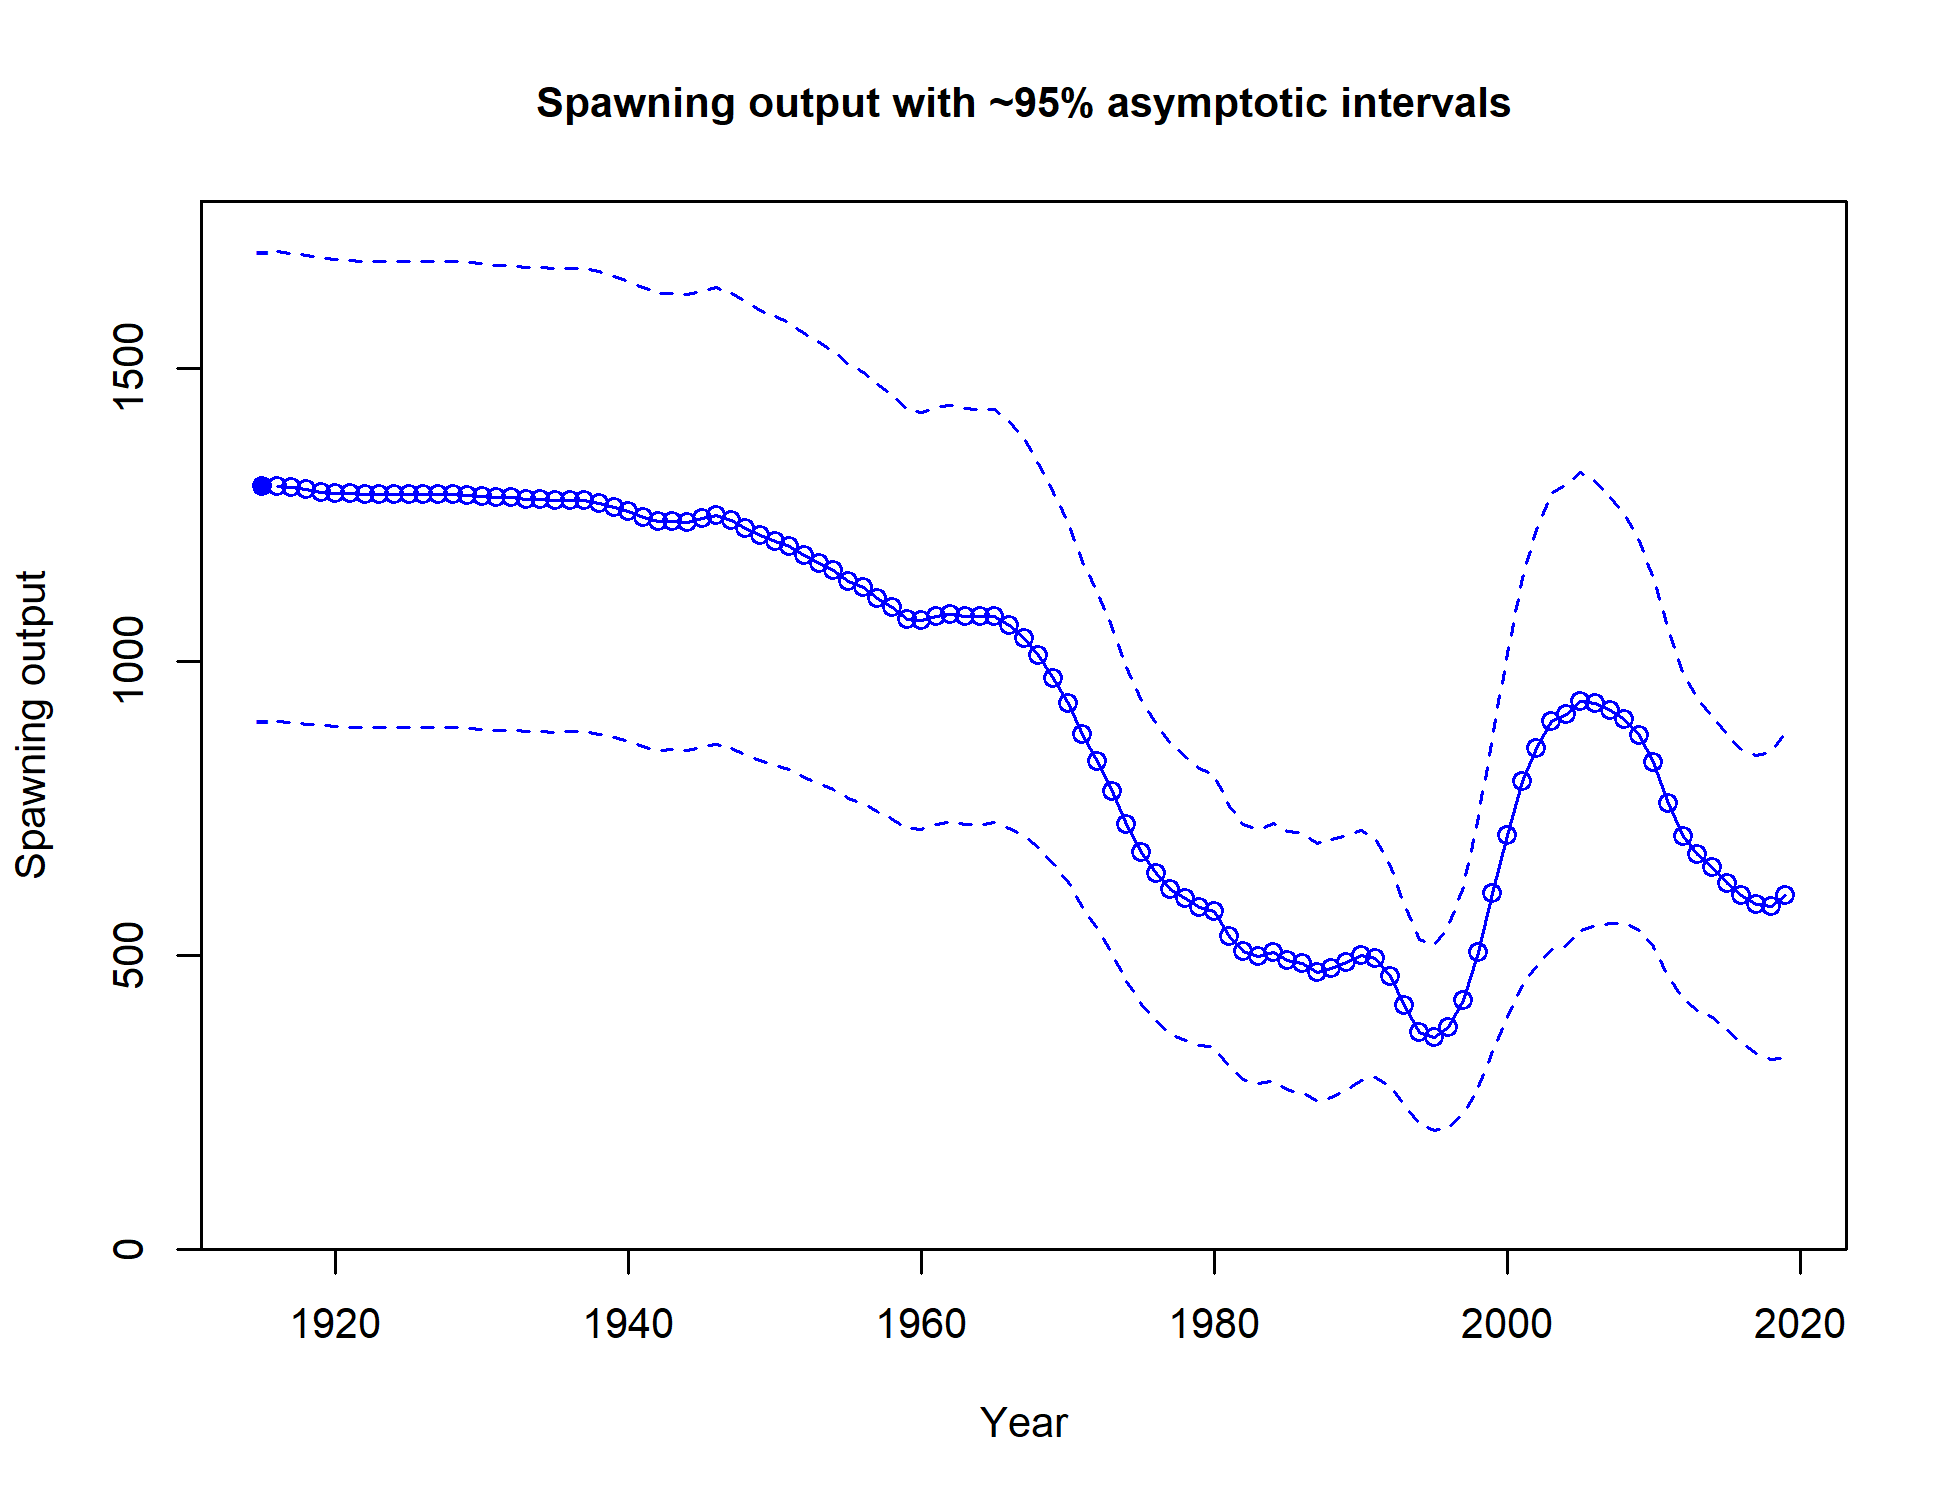 Spawning output with ~95% asymptotic intervals
Spawning output
1500
1000
500
0
1920 1940 1960 1980 2000 2020
Year